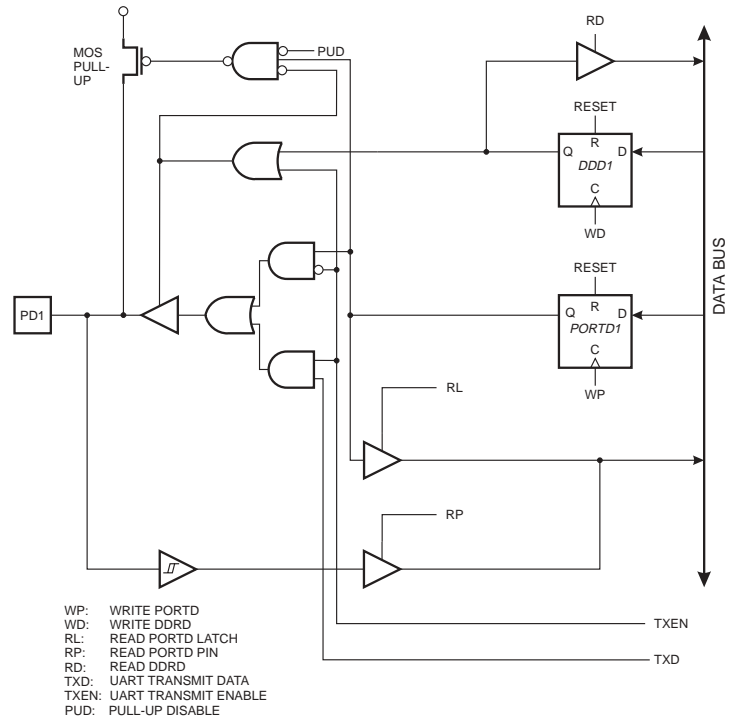 RD
MOS
PULL-
UP
PUD
RESET
R
Q
D
DDD1
C
WD
RESET
R
Q
D
PORTD1
C
WP
DATA BUS
PD1
RL
RP
WP: WRITE PORTD
WD: WRITE DDRD
RL: READ PORTD LATCH
RP: READ PORTD PIN
RD: READ DDRD
TXD: UART TRANSMIT DATA
TXEN: UART TRANSMIT ENABLE
PUD: PULL-UP DISABLE
TXEN
TXD